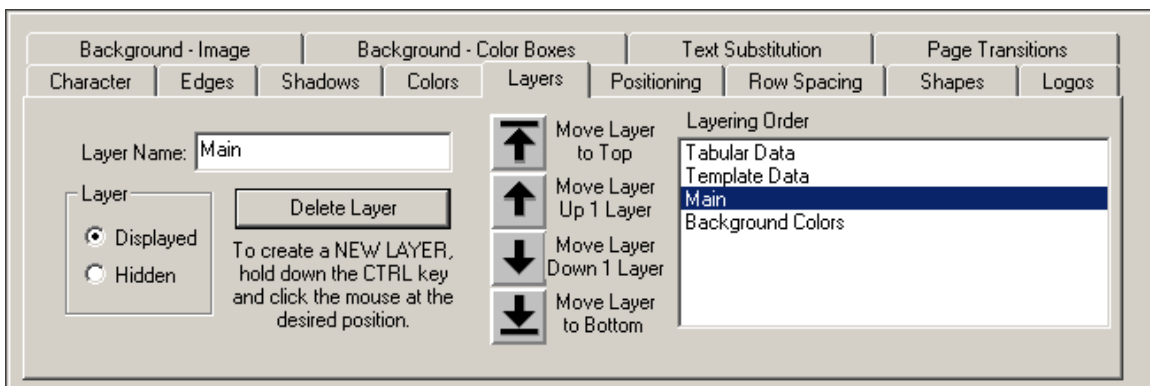 Background - Image Background - Color Boxes Text Substitution Page Transitions
Character Edges Shadows Colors Layers Positioning Row Spacing Shapes Logos
Layer Name: Main
Layer
Displayed
Hidden
Delete Layer
To create a NEW LAYER,
hold down the CTRL key
and click the mouse at the
desired position.
Move Layer
to Top
Move Layer
Up 1 Layer
Move Layer
Down 1 Layer
Move Layer
to Bottom
Layering Order
Tabular Data
Template Data
Main
Background Colors